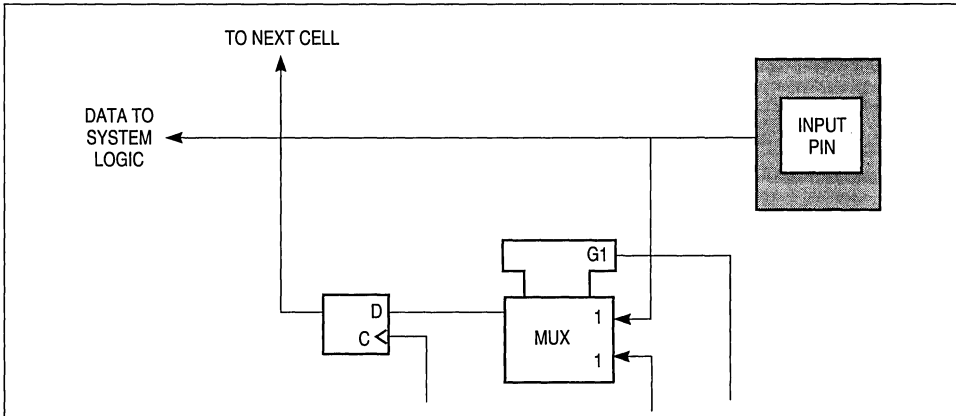 TO NEXT CELL
DATA TO
SYSTEM
LOGIC
INPUT
PIN
G1
D
C
MUX
1
1